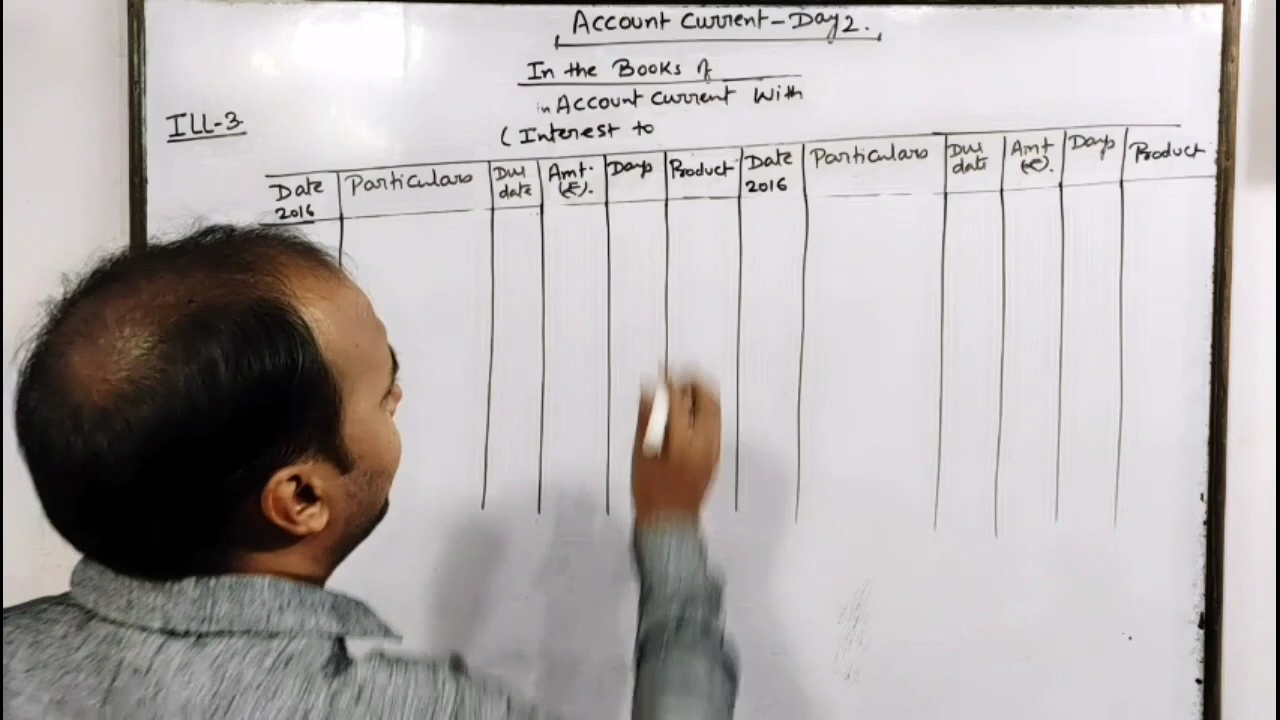 Account Current - Day 2.
In the Books of
in Account Current With
ILL-3
(Interest to
Date 2016 Particulars Due date Amt. (₹). Days Product Date 2016 Particulars Due date Amt (₹). Days Product